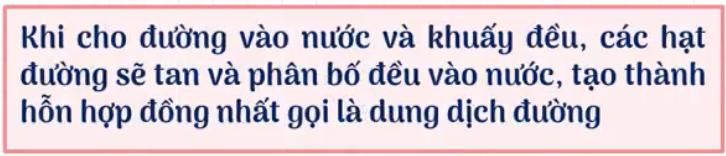 Khi cho đường vào nước và khuấy đều, các hạt
đường sẽ tan và phân bố đều vào nước, tạo thành
hỗn hợp đồng nhất gọi là dung dịch đường